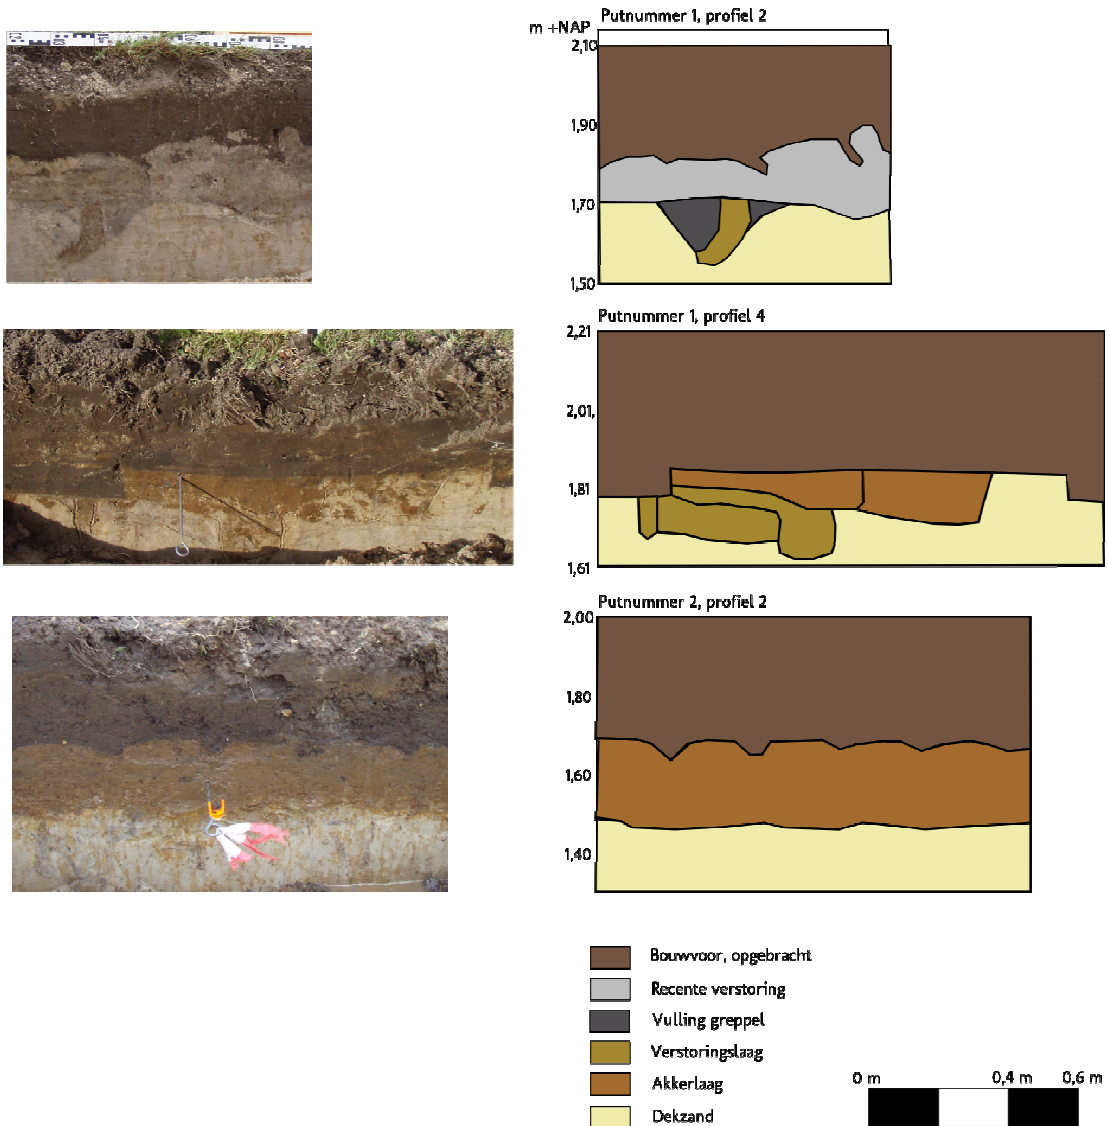 Putnummer 1, profiel 2
m +NAP
2,10
1,90
1,70
1,50
Putnummer 1, profiel 4
2,21
2,01,
1,81
1,61
Putnummer 2, profiel 2
2,00
1,80
1,60
1,40
Bouwvoor, opgebracht
Recente verstoring
Vulling greppel
Verstoringslaag
Akkerlaag
Dekzand
0 m 0,4 m 0,6 m